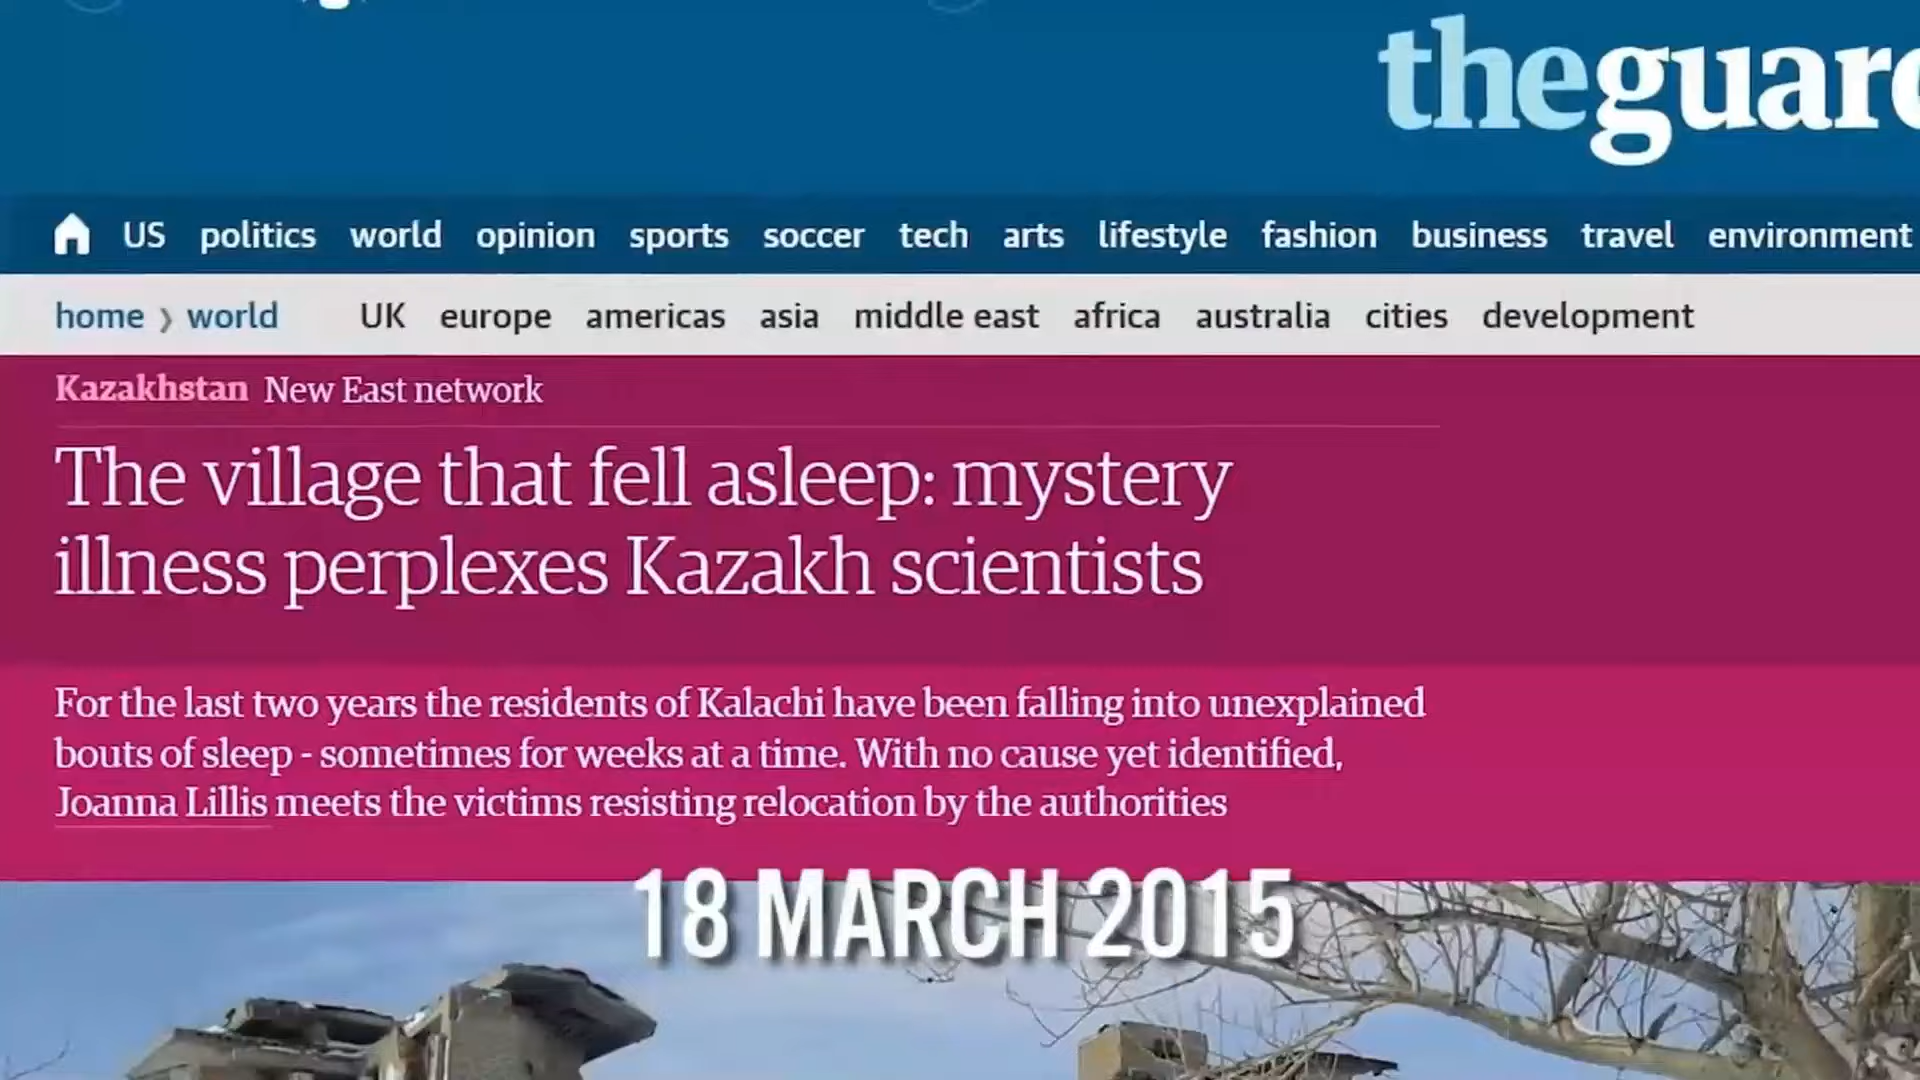 theguar
US politics world opinion sports soccer tech arts lifestyle fashion business travel environment
home › world UK europe americas asia middle east africa australia cities development
Kazakhstan New East network
The village that fell asleep: mystery
illness perplexes Kazakh scientists
For the last two years the residents of Kalachi have been falling into unexplained
bouts of sleep - sometimes for weeks at a time. With no cause yet identified,
Joanna Lillis meets the victims resisting relocation by the authorities
18 MARCH 2015